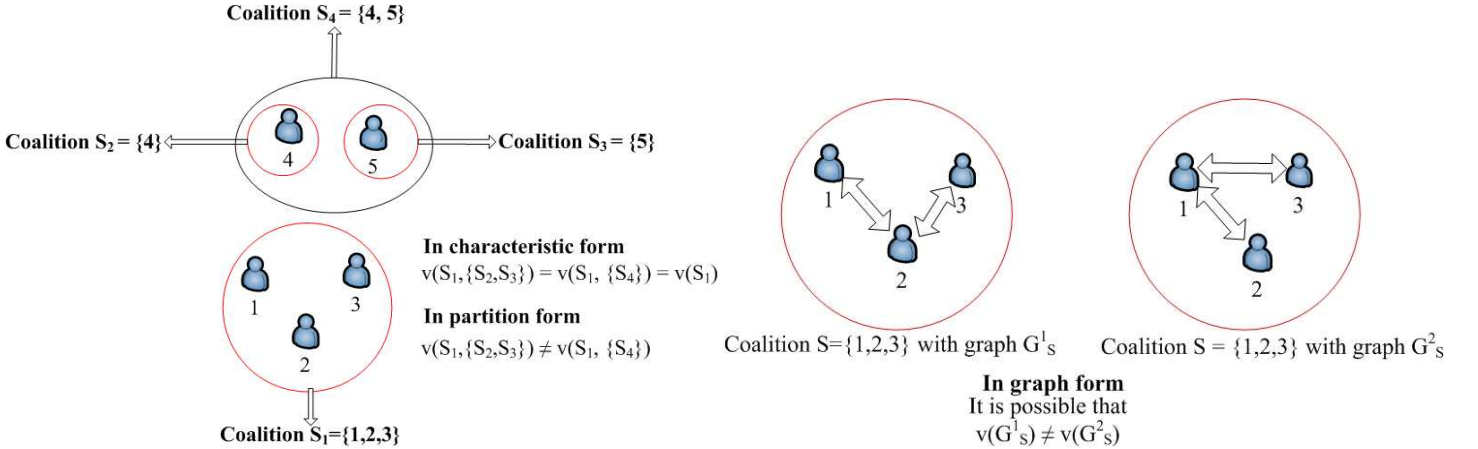 Coalition S₄ = {4, 5}
Coalition S₂ = {4}
4
5
Coalition S₃ = {5}
1
3
2
Coalition S₁={1,2,3}
In characteristic form
v(S₁,{S₂,S₃}) = v(S₁, {S₄}) = v(S₁)
In partition form
v(S₁,{S₂,S₃}) ≠ v(S₁, {S₄})
1
3
2
Coalition S={1,2,3} with graph G¹ₛ
1
3
2
Coalition S = {1,2,3} with graph G²ₛ
In graph form
It is possible that
v(G¹ₛ) ≠ v(G²ₛ)